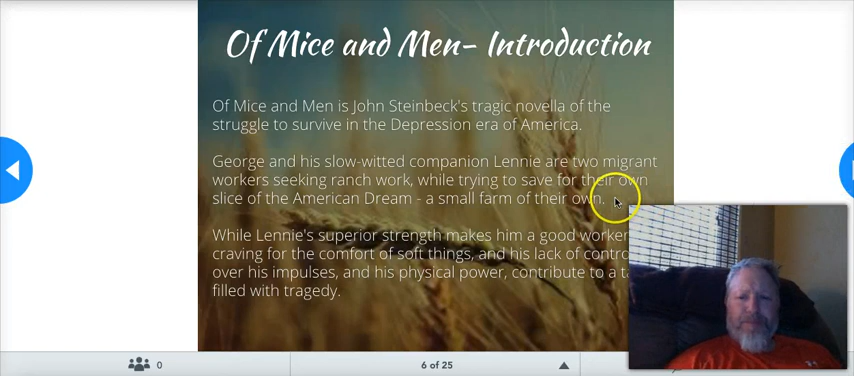 Of Mice and Men- Introduction
Of Mice and Men is John Steinbeck's tragic novella of the
struggle to survive in the Depression era of America.
George and his slow-witted companion Lennie are two migrant
workers seeking ranch work, while trying to save for their own
slice of the American Dream - a small farm of their own.
While Lennie's superior strength makes him a good worker
craving for the comfort of soft things, and his lack of contro
over his impulses, and his physical power, contribute to a ta
filled with tragedy.
0
6 of 25